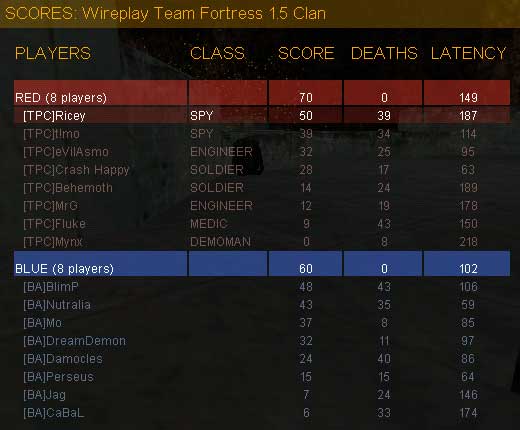 SCORES: Wireplay Team Fortress 1.5 Clan
PLAYERS CLASS SCORE DEATHS LATENCY
RED (8 players) 70 0 149
[TPC]Ricey SPY 50 39 187
[TPC]t!mo SPY 39 34 114
[TPC]eVilAsmo ENGINEER 32 25 95
[TPC]Crash Happy SOLDIER 28 17 63
[TPC]Behemoth SOLDIER 14 24 189
[TPC]MrG ENGINEER 12 19 178
[TPC]Fluke MEDIC 9 43 150
[TPC]Mynx DEMOMAN 0 8 218
BLUE (8 players) 60 0 102
[BA]BlimP 48 43 106
[BA]Nutralia 43 35 59
[BA]Mo 37 8 85
[BA]DreamDemon 32 11 97
[BA]Damocles 24 40 86
[BA]Perseus 15 15 64
[BA]Jag 7 24 146
[BA]CaBaL 6 33 174